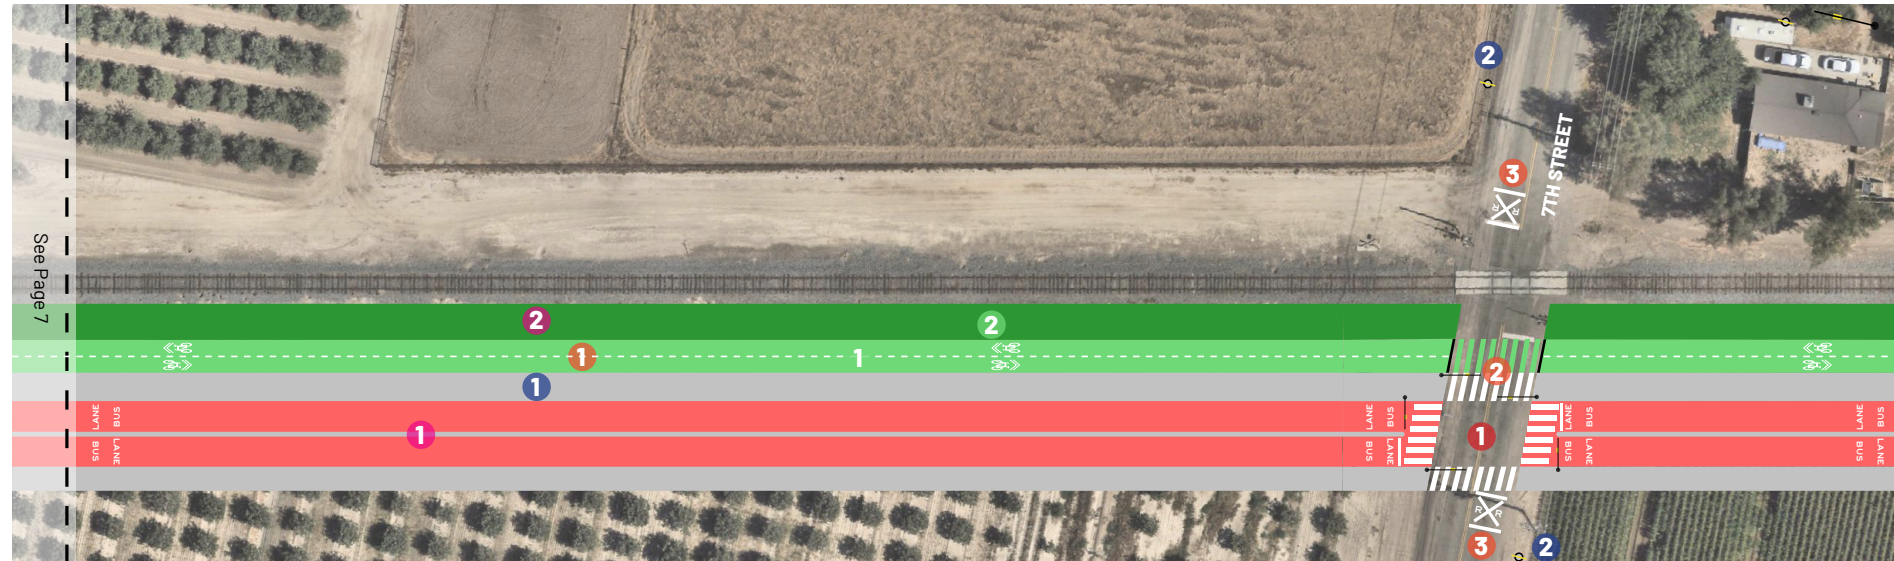 See Page 7
2
3
7TH STREET
R R
2
2
1
1
2
1
LANE BUS
BUS LANE
1
LANE BUS
BUS LANE
1
LANE BUS
BUS LANE
LANE BUS
BUS LANE
R R
3
2